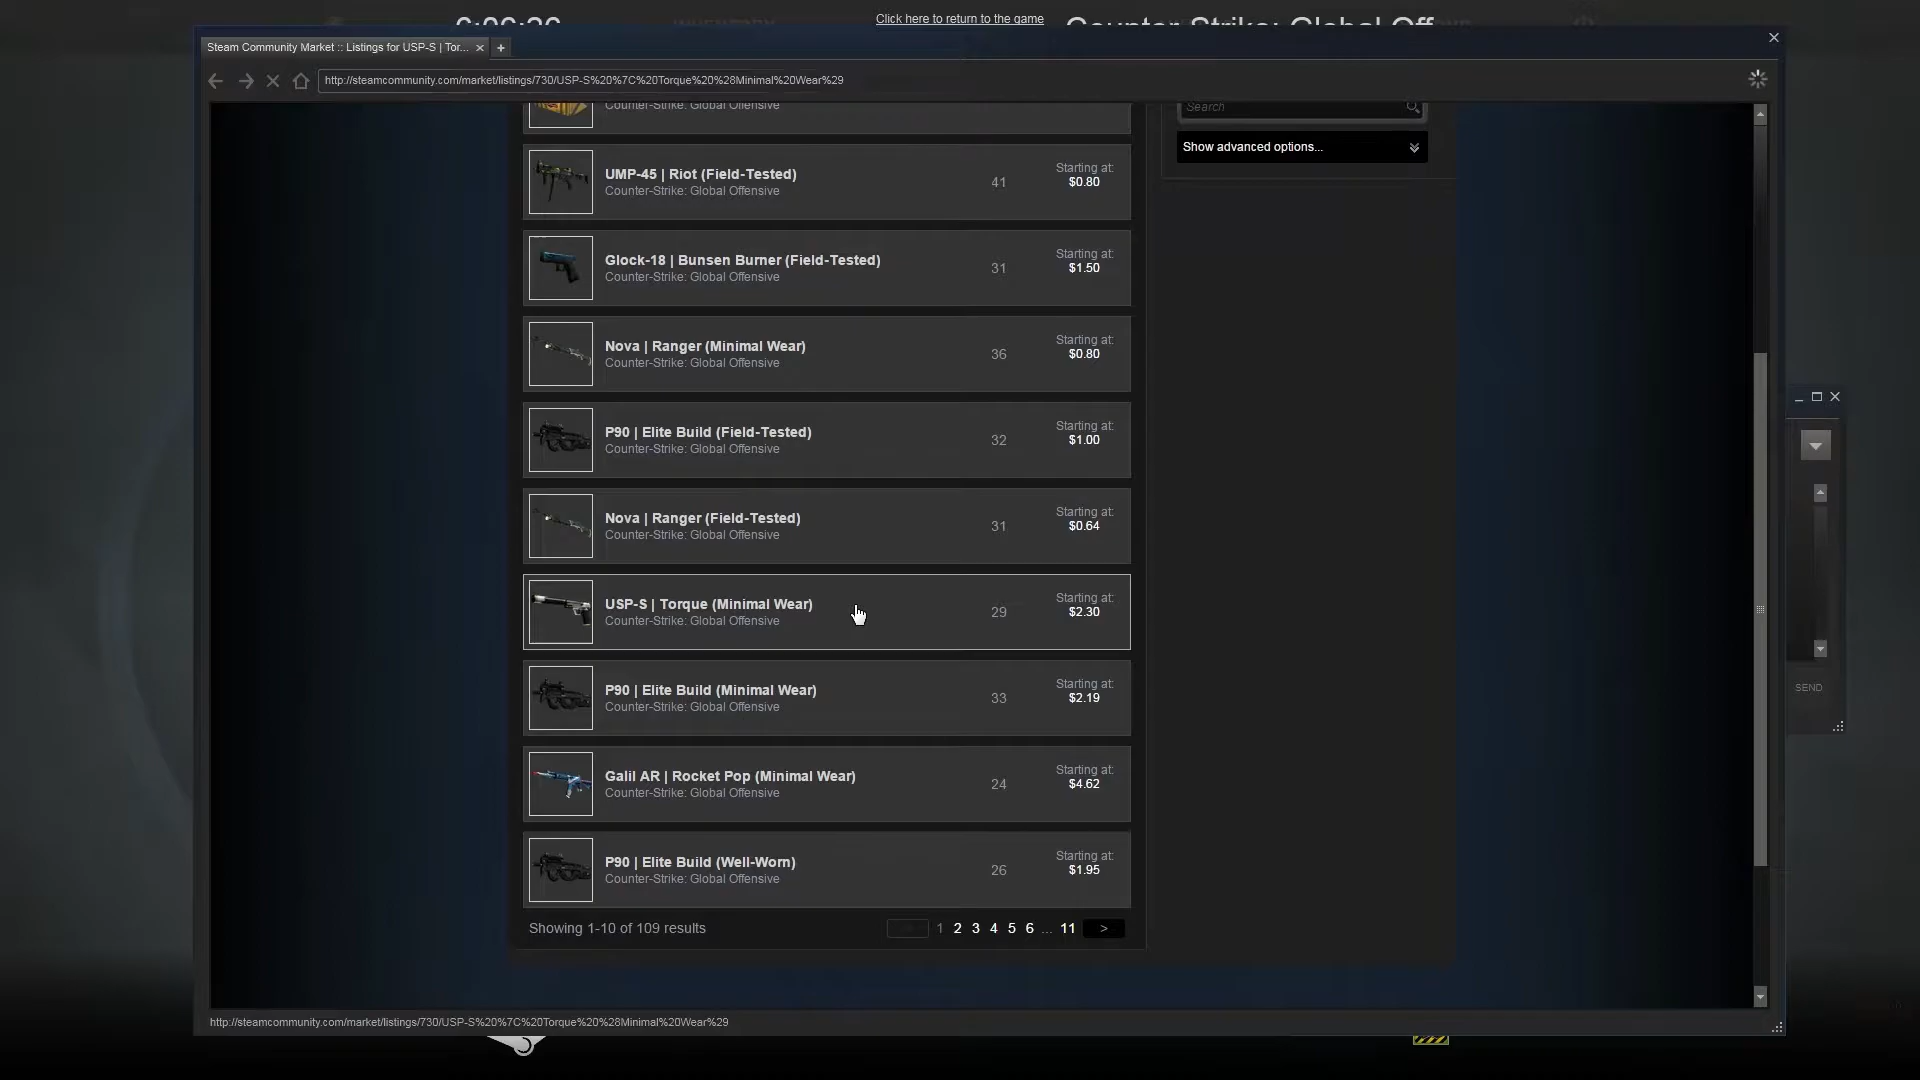 Click here to return to the game
Steam Community Market :: Listings for USP-S | Tor...
http://steamcommunity.com/market/listings/730/USP-S%20%7C%20Torque%20%28Minimal%20Wear%29
Counter-Strike: Global Offensive
Search
Show advanced options...
UMP-45 | Riot (Field-Tested)
Counter-Strike: Global Offensive
41
Starting at:
$0.80
Glock-18 | Bunsen Burner (Field-Tested)
Counter-Strike: Global Offensive
31
Starting at:
$1.50
Nova | Ranger (Minimal Wear)
Counter-Strike: Global Offensive
36
Starting at:
$0.80
P90 | Elite Build (Field-Tested)
Counter-Strike: Global Offensive
32
Starting at:
$1.00
Nova | Ranger (Field-Tested)
Counter-Strike: Global Offensive
31
Starting at:
$0.64
USP-S | Torque (Minimal Wear)
Counter-Strike: Global Offensive
29
Starting at:
$2.30
P90 | Elite Build (Minimal Wear)
Counter-Strike: Global Offensive
33
Starting at:
$2.19
SEND
Galil AR | Rocket Pop (Minimal Wear)
Counter-Strike: Global Offensive
24
Starting at:
$4.62
P90 | Elite Build (Well-Worn)
Counter-Strike: Global Offensive
26
Starting at:
$1.95
Showing 1-10 of 109 results
1 2 3 4 5 6 ... 11 >
http://steamcommunity.com/market/listings/730/USP-S%20%7C%20Torque%20%28Minimal%20Wear%29